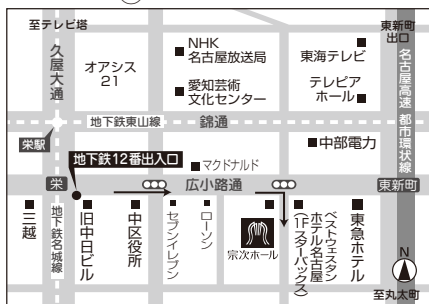 至テレビ塔
東新町
出口
久屋大通
オアシス
21
NHK
名古屋放送局
愛知芸術
文化センター
東海テレビ
テレピア
ホール
名古屋高速 都市環状線
地下鉄東山線
錦通
栄駅
地下鉄12番出入口
マクドナルド
中部電力
栄
広小路通
東新町
三越
地下鉄名城線
旧中日ビル
中区役所
セブンイレブン
ローソン
宗次ホール
ベストウェスタン
ホテル名古屋
(1Fスターバックス)
東急ホテル
N
至丸太町